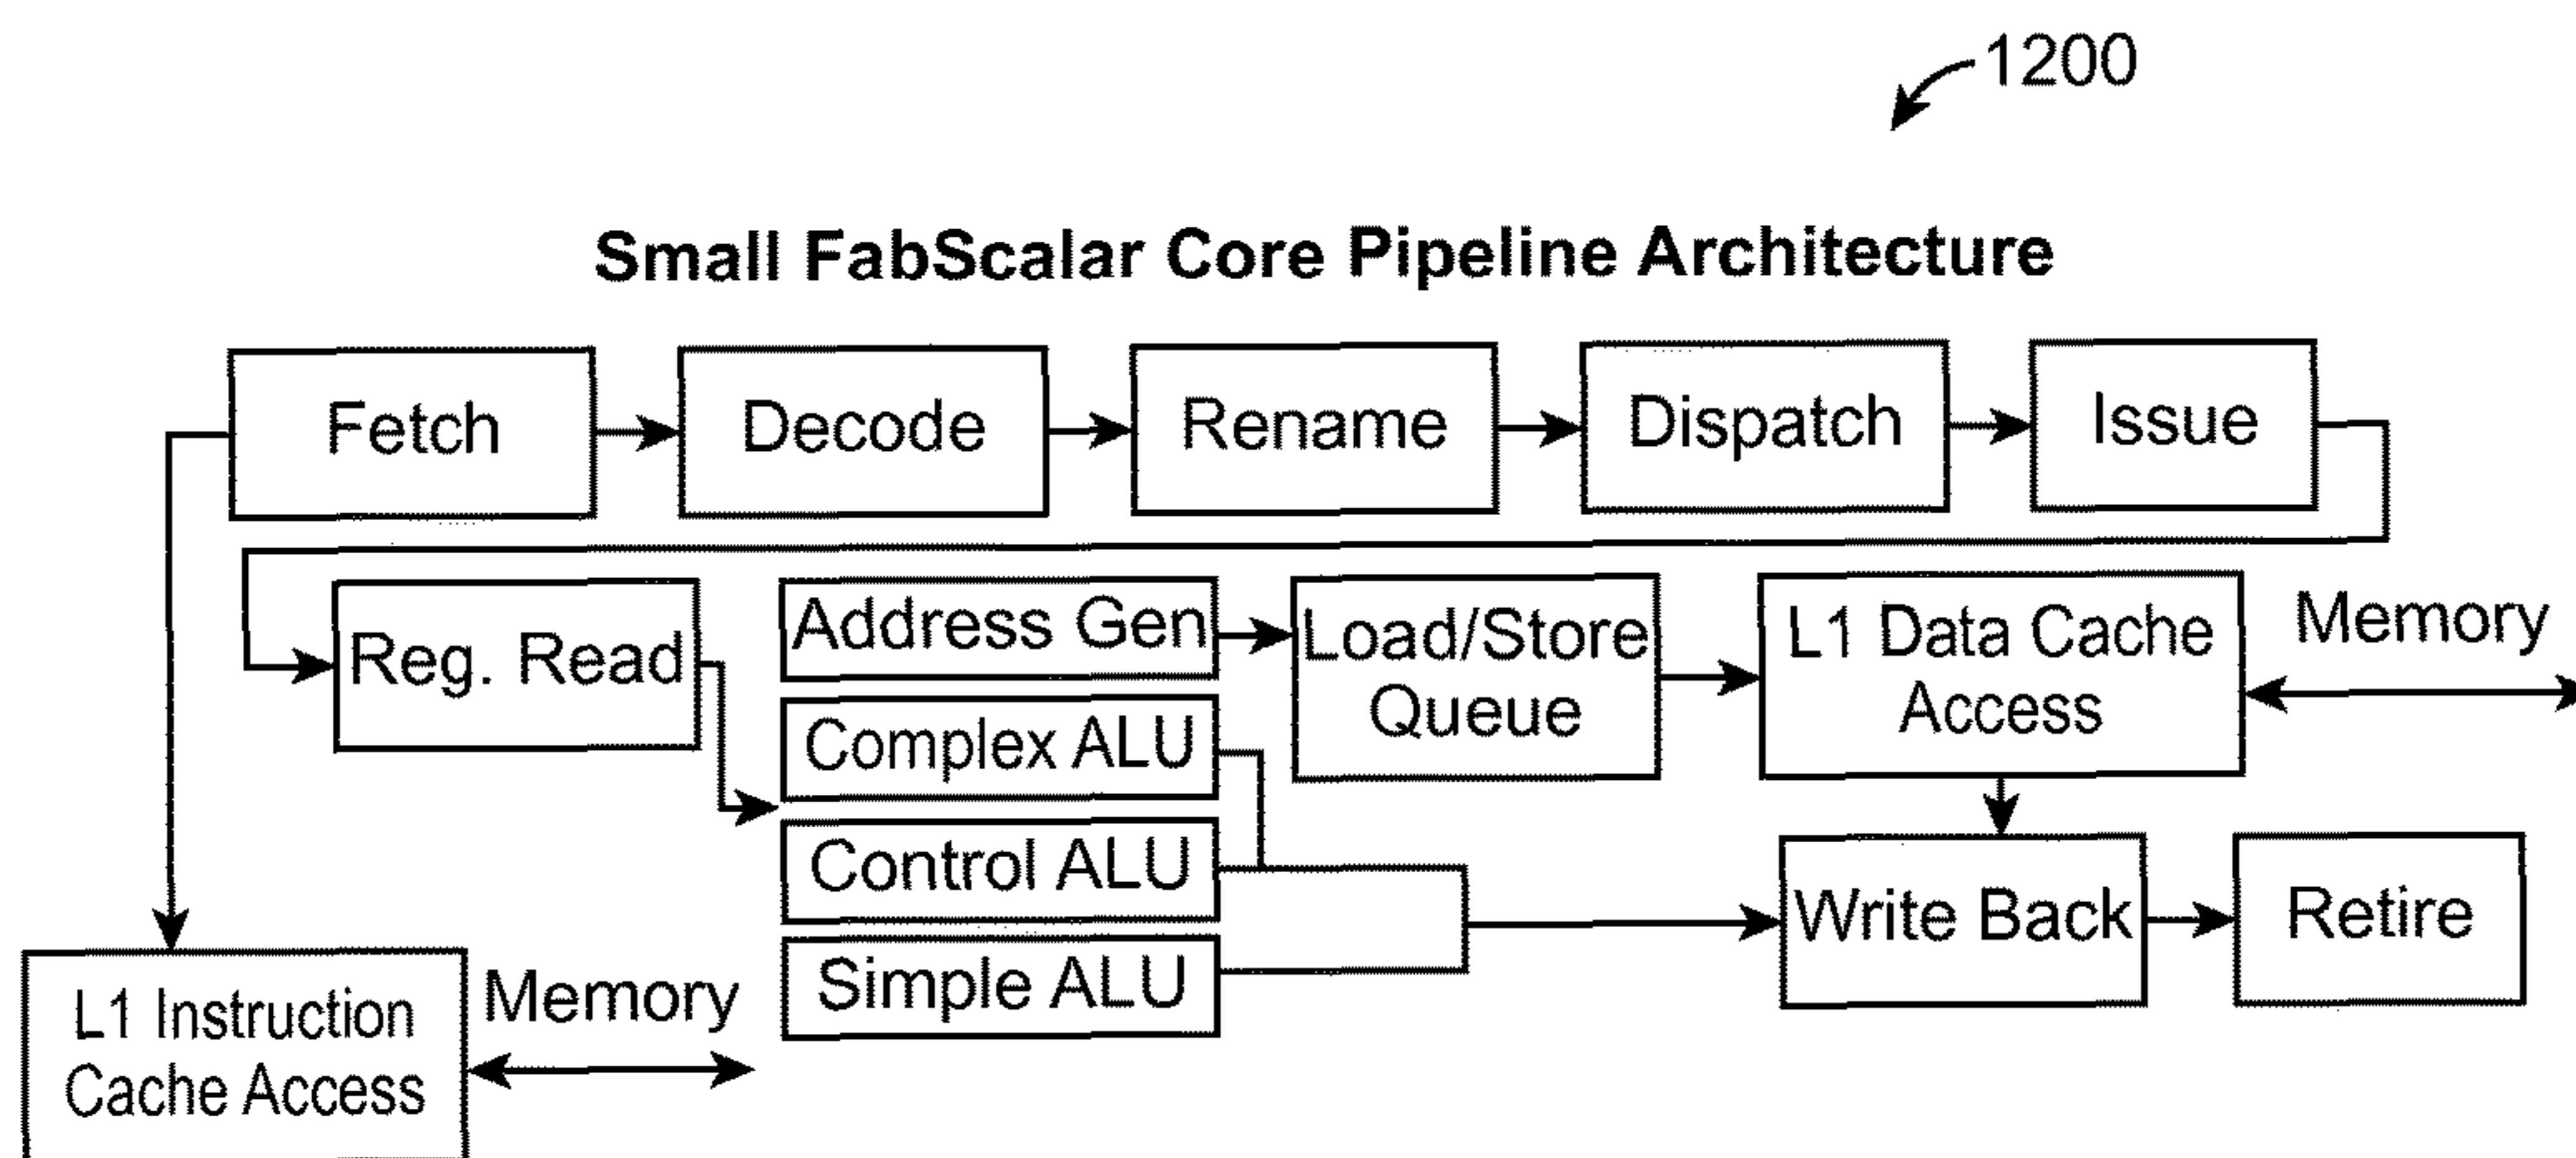 1200
Small FabScalar Core Pipeline Architecture
Fetch
Decode
Rename
Dispatch
Issue
Reg. Read
Address Gen
Complex ALU
Control ALU
Simple ALU
Load/Store
Queue
L1 Data Cache
Access
Memory
Write Back
Retire
L1 Instruction
Cache Access
Memory